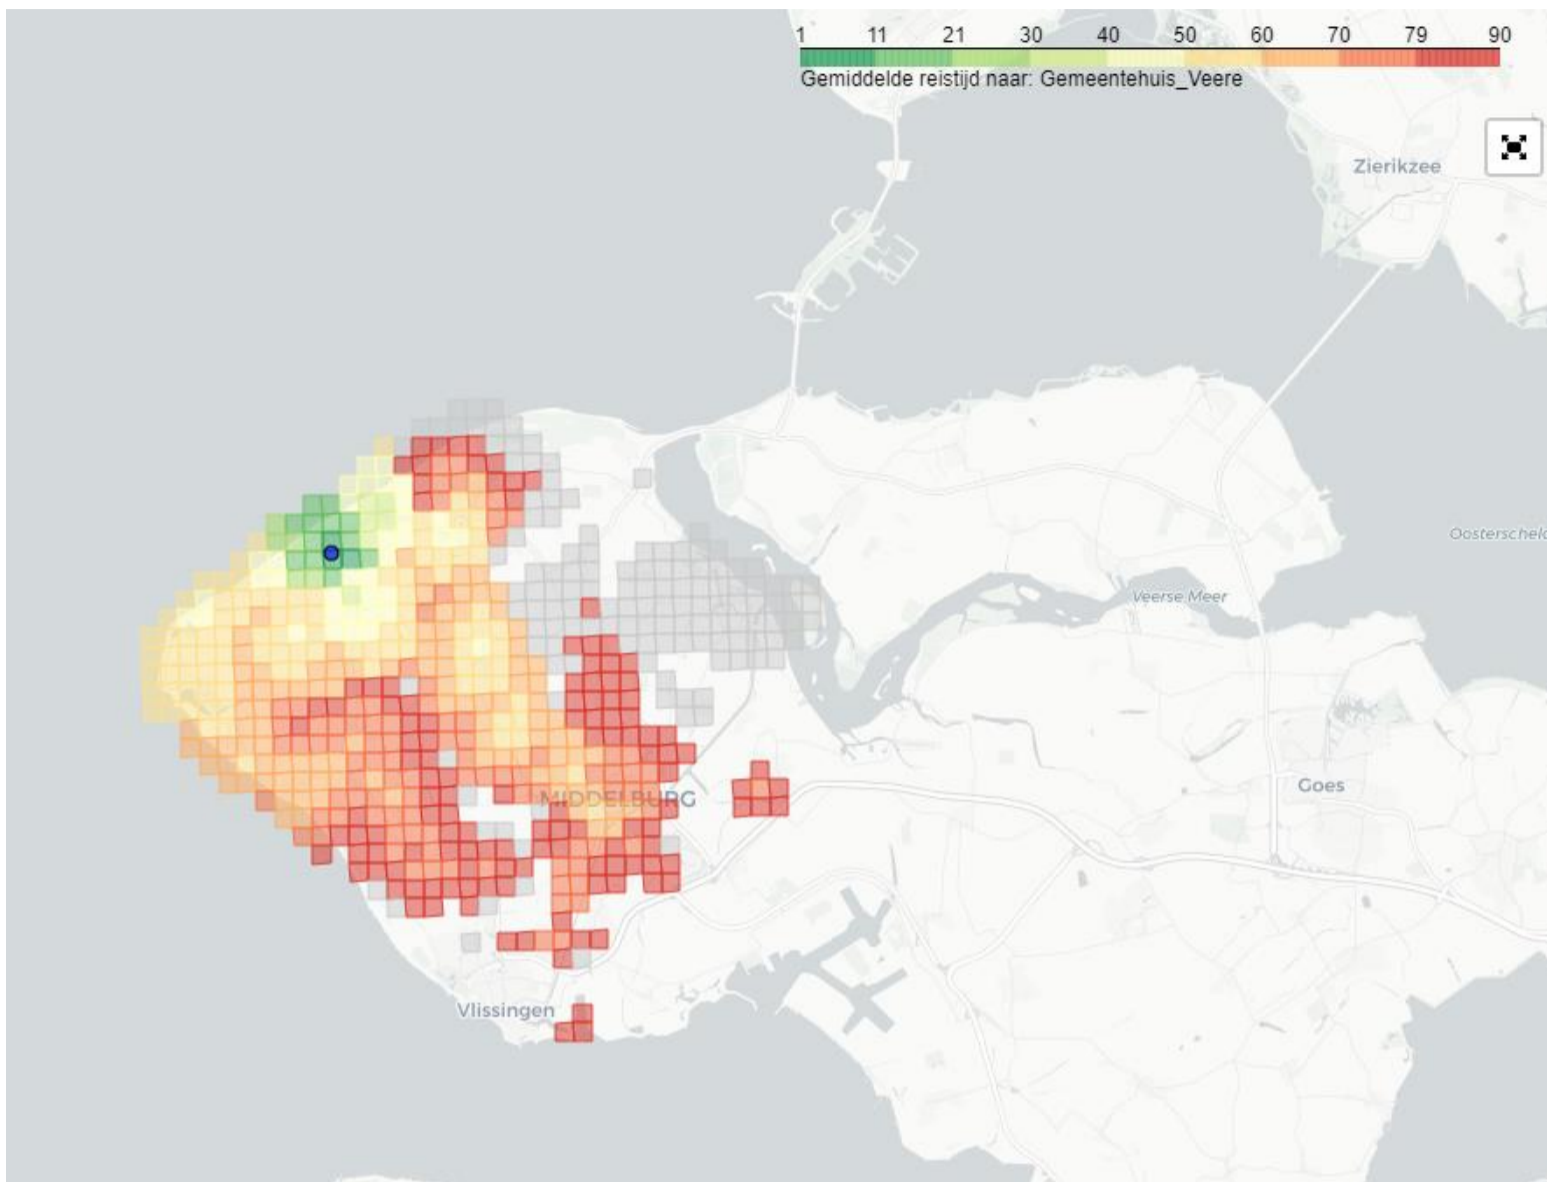 1 11 21 30 40 50 60 70 79 90
Gemiddelde reistijd naar: Gemeentehuis_Veere
Zierikzee
Oosterscheld
Veerse Meer
Goes
MIDDELBURG
Vlissingen